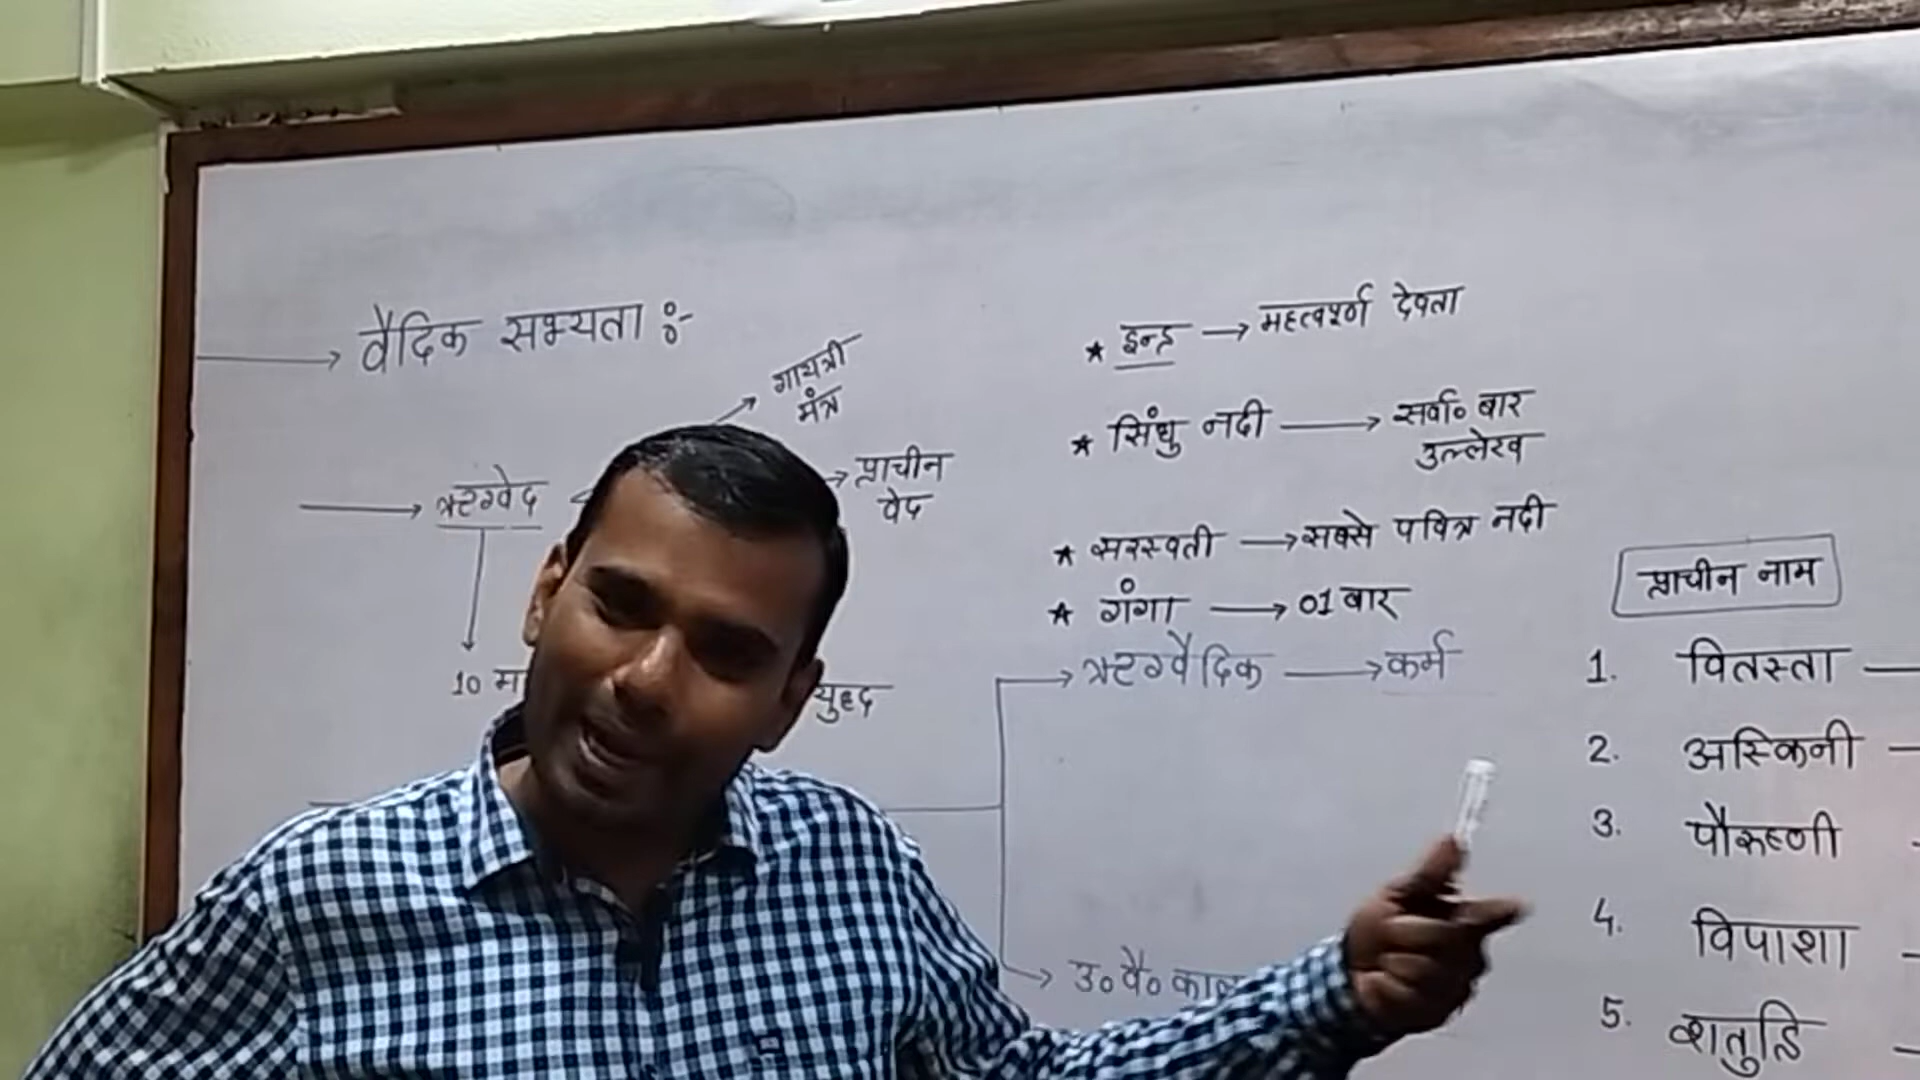 वैदिक सभ्यता :-
गायत्री
मंत्र
ऋग्वेद
प्राचीन
वेद
10
युद्ध
* इन्द्र → महत्वपूर्ण देवता
* सिंधु नदी → सर्वा० बार
उल्लेख
* सरस्वती → सबसे पवित्र नदी
* गंगा → 01 बार
→ ऋग्वैदिक → कर्म
→ उ० वै० काल
प्राचीन नाम
1. वितस्ता
2. अस्किनी
3. पौरूष्णी
4. विपाशा
5. शतुद्रि